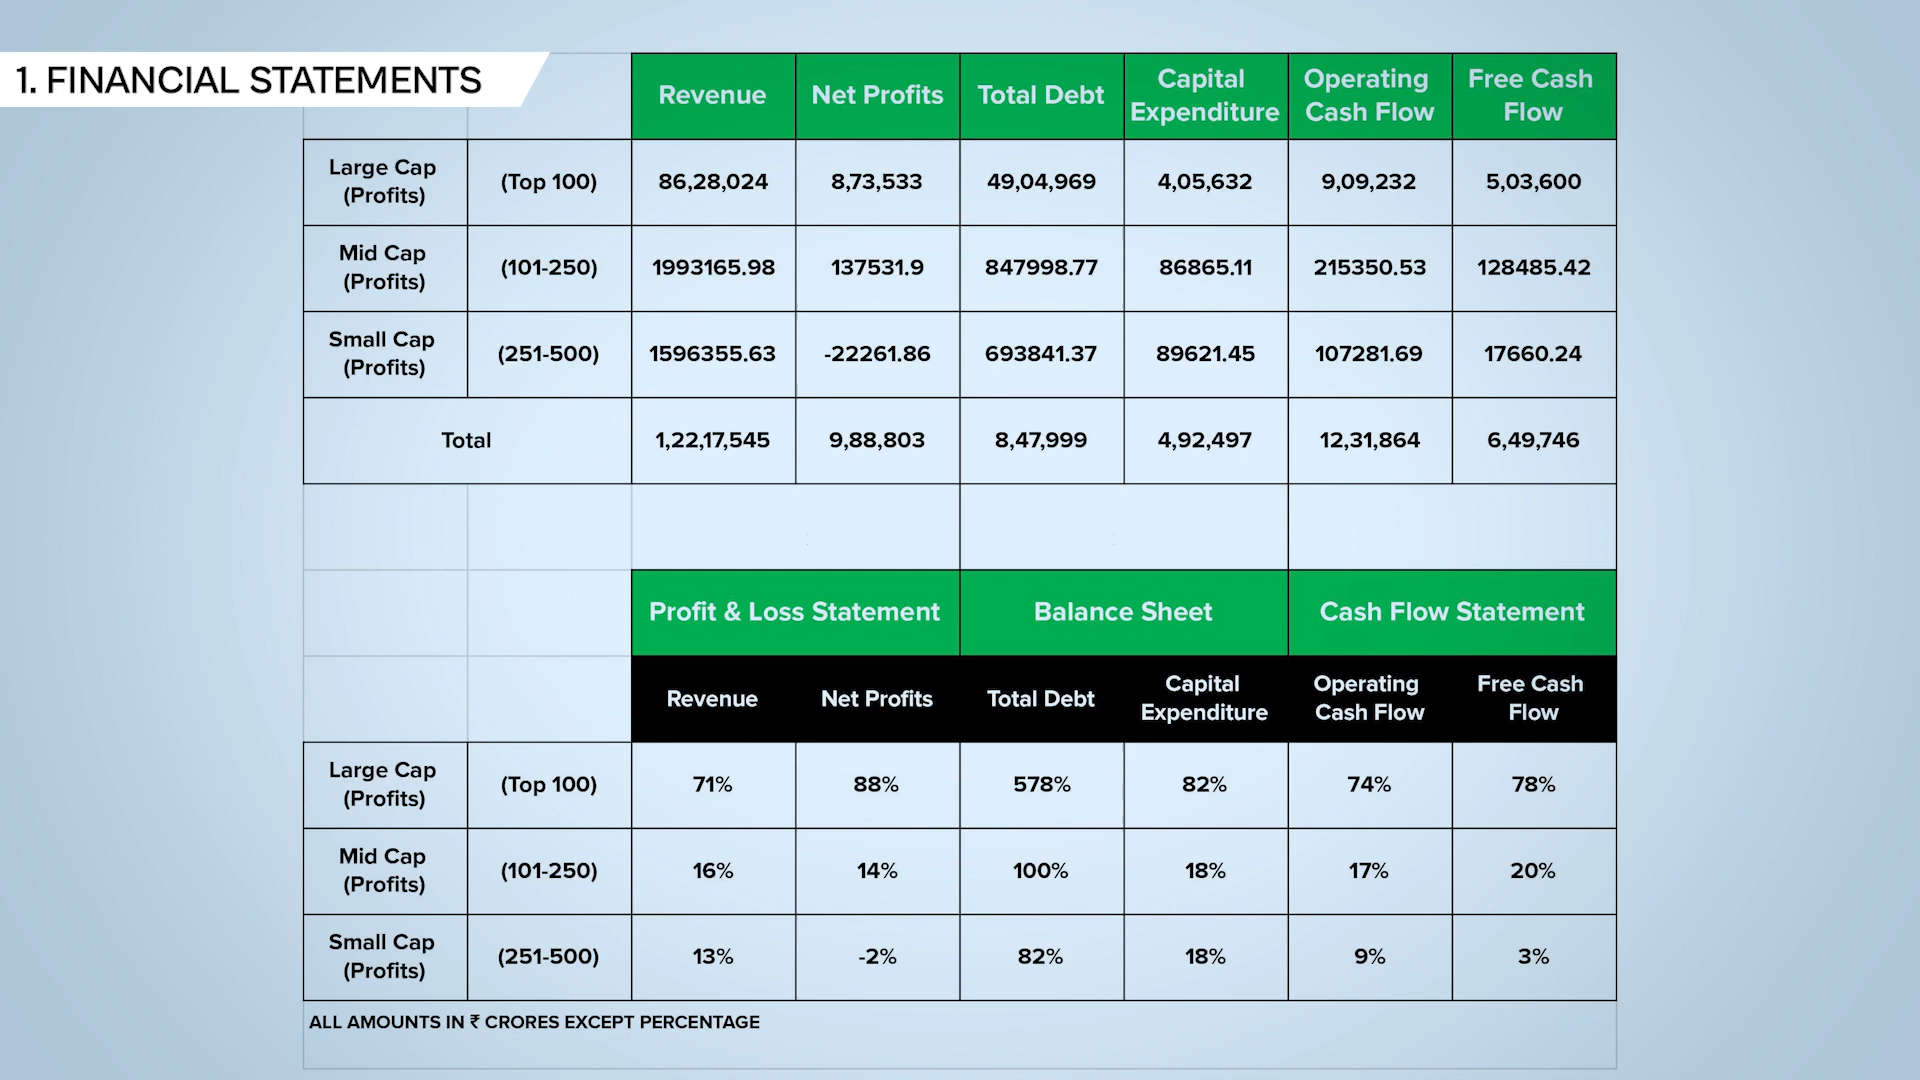 1. FINANCIAL STATEMENTS
Revenue Net Profits Total Debt Capital Expenditure Operating Cash Flow Free Cash Flow
Large Cap (Profits) (Top 100) 86,28,024 8,73,533 49,04,969 4,05,632 9,09,232 5,03,600
Mid Cap (Profits) (101-250) 1993165.98 137531.9 847998.77 86865.11 215350.53 128485.42
Small Cap (Profits) (251-500) 1596355.63 -22261.86 693841.37 89621.45 107281.69 17660.24
Total 1,22,17,545 9,88,803 8,47,999 4,92,497 12,31,864 6,49,746
Profit & Loss Statement Balance Sheet Cash Flow Statement
Revenue Net Profits Total Debt Capital Expenditure Operating Cash Flow Free Cash Flow
Large Cap (Profits) (Top 100) 71% 88% 578% 82% 74% 78%
Mid Cap (Profits) (101-250) 16% 14% 100% 18% 17% 20%
Small Cap (Profits) (251-500) 13% -2% 82% 18% 9% 3%
ALL AMOUNTS IN ₹ CRORES EXCEPT PERCENTAGE